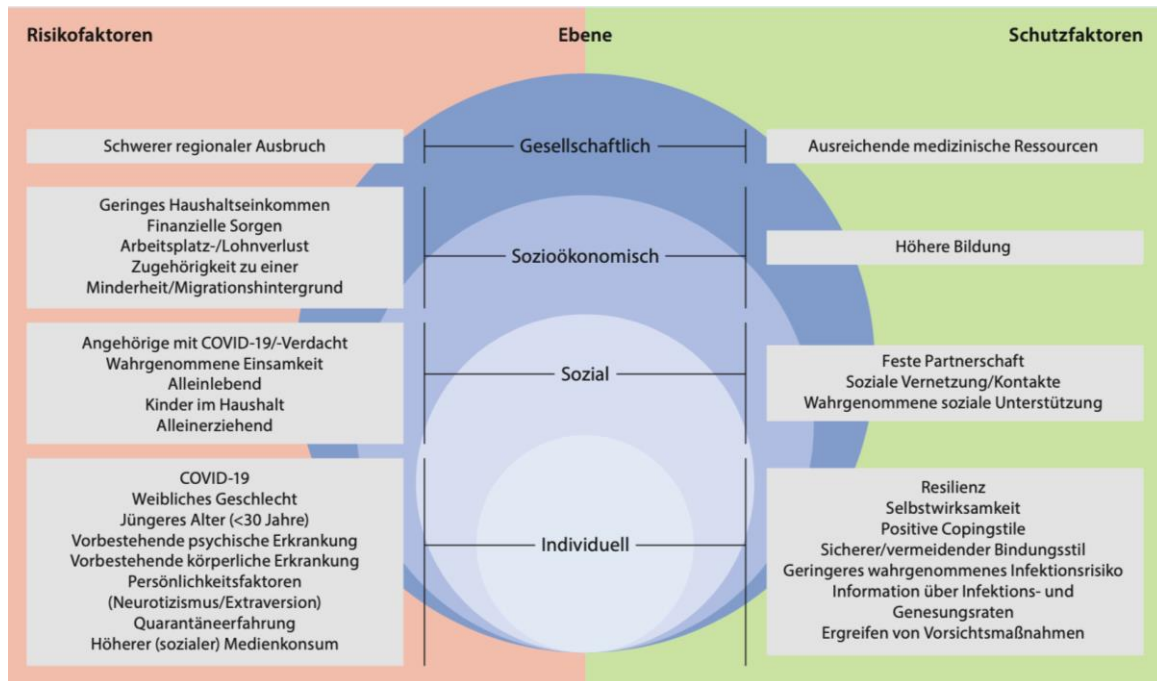 Risikofaktoren
Ebene
Schutzfaktoren
Schwerer regionaler Ausbruch
Gesellschaftlich
Ausreichende medizinische Ressourcen
Geringes Haushaltseinkommen
Finanzielle Sorgen
Arbeitsplatz-/Lohnverlust
Zugehörigkeit zu einer
Minderheit/Migrationshintergrund
Sozioökonomisch
Höhere Bildung
Angehörige mit COVID-19/-Verdacht
Wahrgenommene Einsamkeit
Alleinlebend
Kinder im Haushalt
Alleinerziehend
Sozial
Feste Partnerschaft
Soziale Vernetzung/Kontakte
Wahrgenommene soziale Unterstützung
COVID-19
Weibliches Geschlecht
Jüngeres Alter (<30 Jahre)
Vorbestehende psychische Erkrankung
Vorbestehende körperliche Erkrankung
Persönlichkeitsfaktoren
(Neurotizismus/Extraversion)
Quarantäneerfahrung
Höherer (sozialer) Medienkonsum
Individuell
Resilienz
Selbstwirksamkeit
Positive Copingstile
Sicherer/vermeidender Bindungsstil
Geringeres wahrgenommenes Infektionsrisiko
Information über Infektions- und
Genesungsraten
Ergreifen von Vorsichtsmaßnahmen